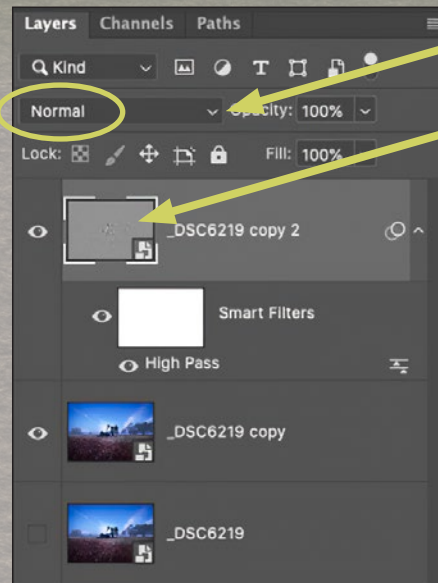 Layers Channels Paths
Kind
Normal Opacity: 100%
Lock: Fill: 100%
_DSC6219 copy 2
Smart Filters
High Pass
_DSC6219 copy
_DSC6219